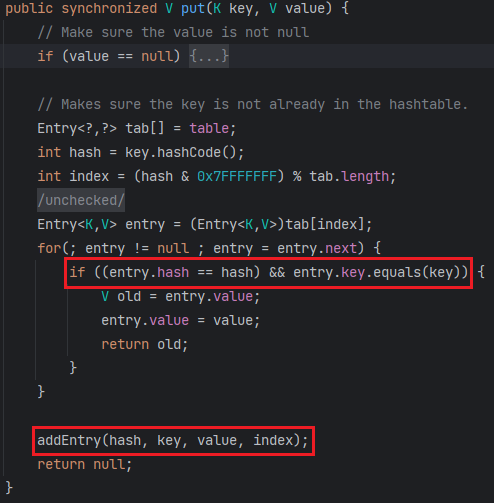 public synchronized V put(K key, V value) {
// Make sure the value is not null
if (value == null) {...}
// Makes sure the key is not already in the hashtable.
Entry<?,?> tab[] = table;
int hash = key.hashCode();
int index = (hash & 0x7FFFFFFF) % tab.length;
/unchecked/
Entry<K,V> entry = (Entry<K,V>)tab[index];
for(; entry != null ; entry = entry.next) {
if ((entry.hash == hash) && entry.key.equals(key)) {
V old = entry.value;
entry.value = value;
return old;
}
}
addEntry(hash, key, value, index);
return null;
}